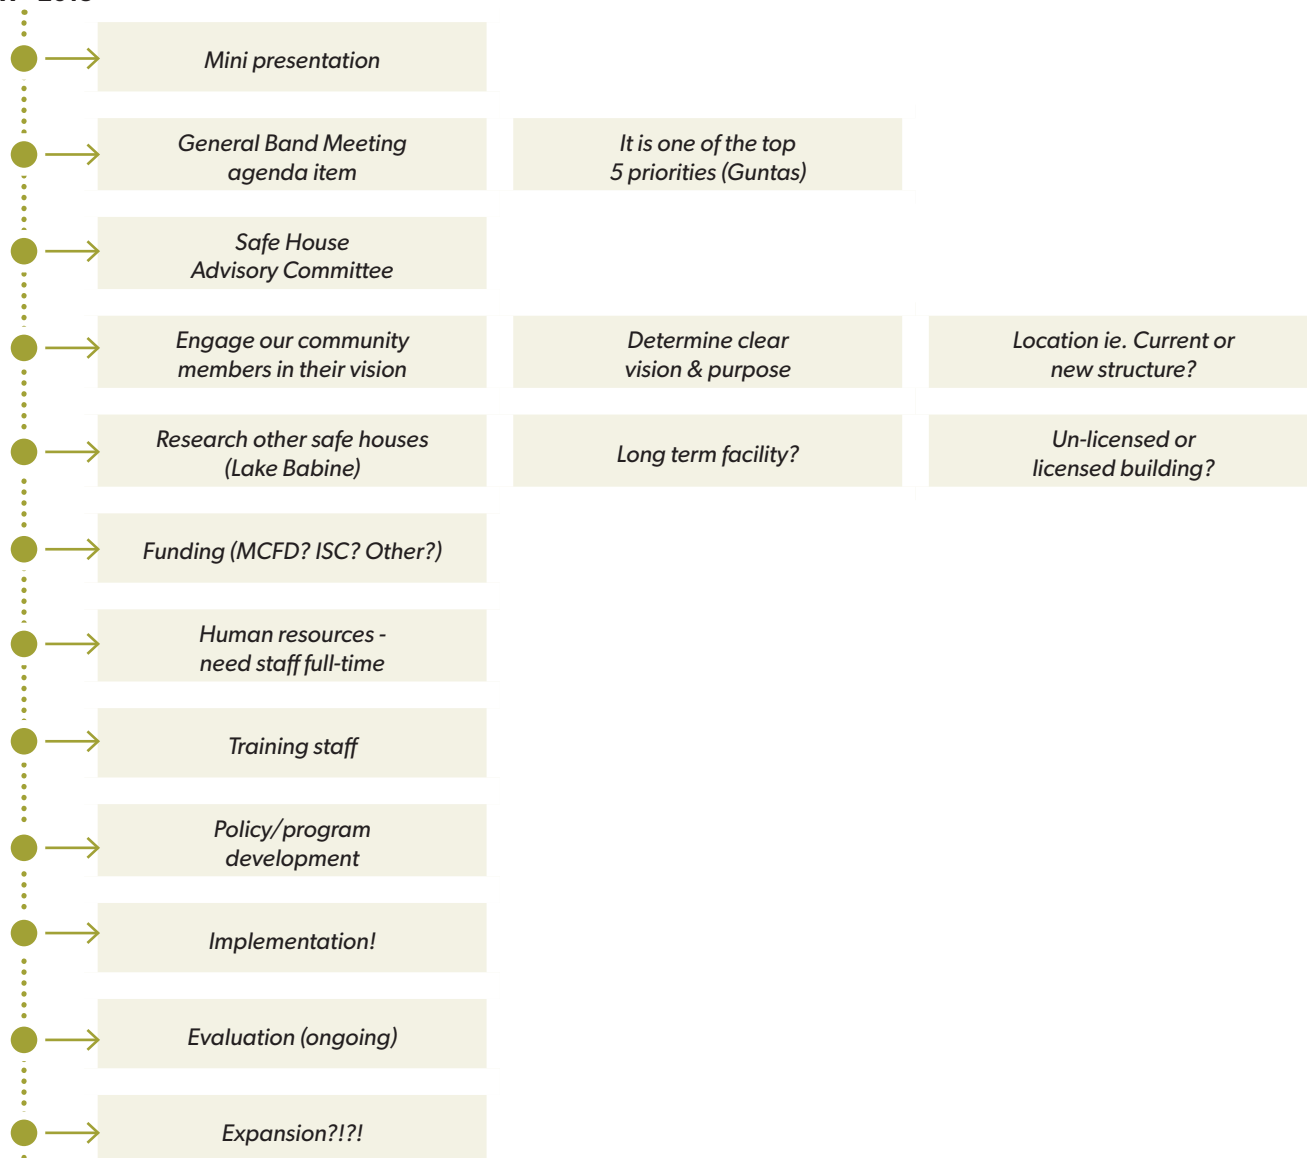 Mini presentation
General Band Meeting
agenda item
It is one of the top
5 priorities (Guntas)
Safe House
Advisory Committee
Engage our community
members in their vision
Determine clear
vision & purpose
Location ie. Current or
new structure?
Research other safe houses
(Lake Babine)
Long term facility?
Un-licensed or
licensed building?
Funding (MCFD? ISC? Other?)
Human resources -
need staff full-time
Training staff
Policy/program
development
Implementation!
Evaluation (ongoing)
Expansion?!?!